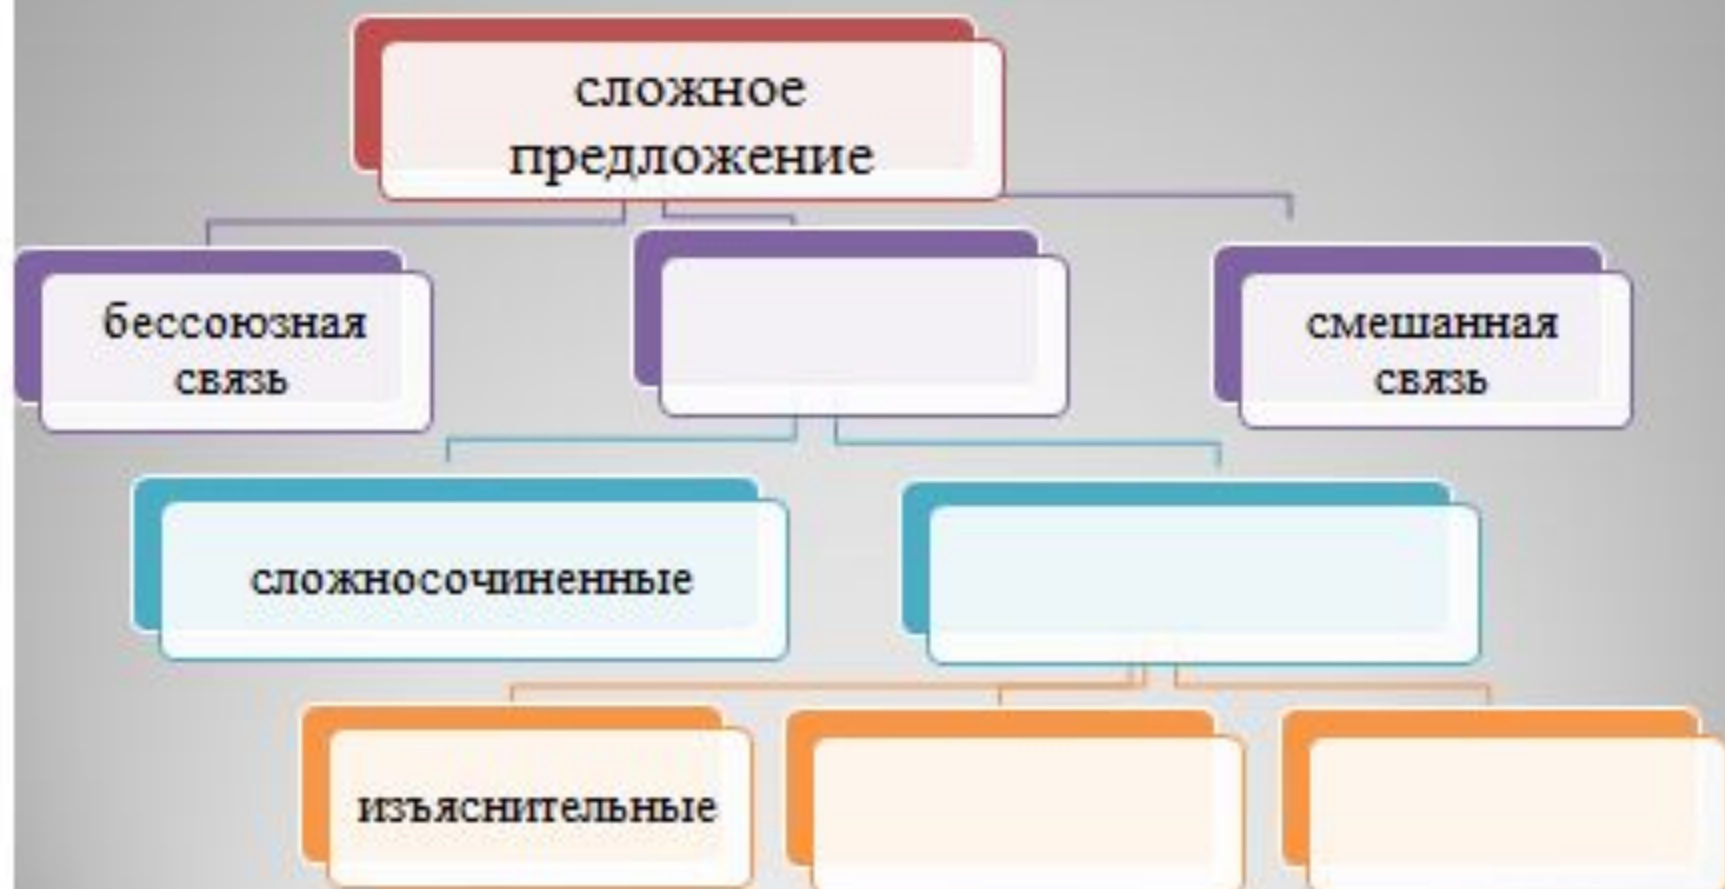 сложное
предложение
бессоюзная
связь
смешанная
связь
сложносочиненные
изъяснительные